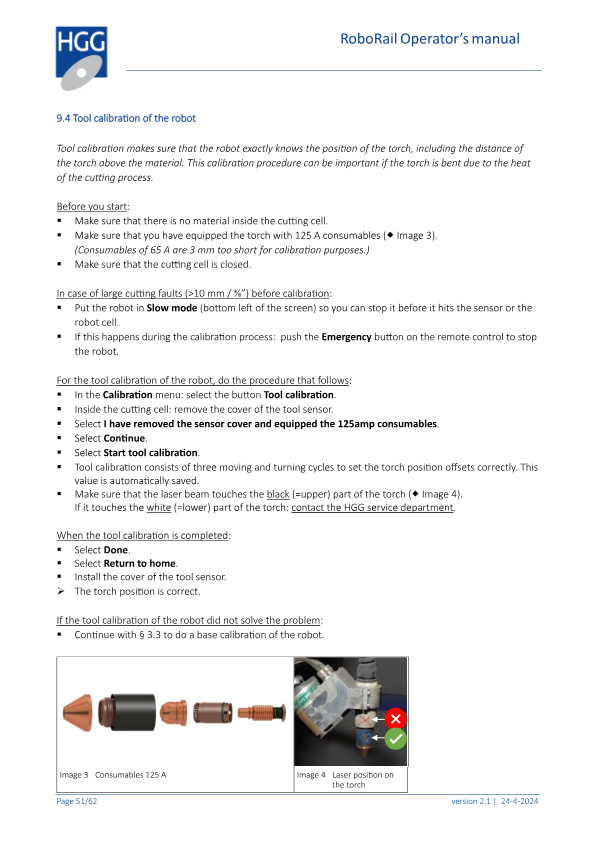 HGG
RoboRail Operator's manual
9.4 Tool calibration of the robot
Tool calibration makes sure that the robot exactly knows the position of the torch, including the distance of
the torch above the material. This calibration procedure can be important if the torch is bent due to the heat
of the cutting process.
Before you start:
▪ Make sure that there is no material inside the cutting cell.
▪ Make sure that you have equipped the torch with 125 A consumables (◆ Image 3).
(Consumables of 65 A are 3 mm too short for calibration purposes.)
▪ Make sure that the cutting cell is closed.
In case of large cutting faults (>10 mm / ⅜") before calibration:
▪ Put the robot in Slow mode (bottom left of the screen) so you can stop it before it hits the sensor or the
robot cell.
▪ If this happens during the calibration process: push the Emergency button on the remote control to stop
the robot.
For the tool calibration of the robot, do the procedure that follows:
▪ In the Calibration menu: select the button Tool calibration.
▪ Inside the cutting cell: remove the cover of the tool sensor.
▪ Select I have removed the sensor cover and equipped the 125amp consumables.
▪ Select Continue.
▪ Select Start tool calibration.
▪ Tool calibration consists of three moving and turning cycles to set the torch position offsets correctly. This
value is automatically saved.
▪ Make sure that the laser beam touches the black (=upper) part of the torch (◆ Image 4).
If it touches the white (=lower) part of the torch: contact the HGG service department.
When the tool calibration is completed:
▪ Select Done.
▪ Select Return to home.
▪ Install the cover of the tool sensor.
➢ The torch position is correct.
If the tool calibration of the robot did not solve the problem:
▪ Continue with § 3.3 to do a base calibration of the robot.
Image 3 Consumables 125 A
Image 4 Laser position on
the torch
Page 51/62
version 2.1 | 24-4-2024